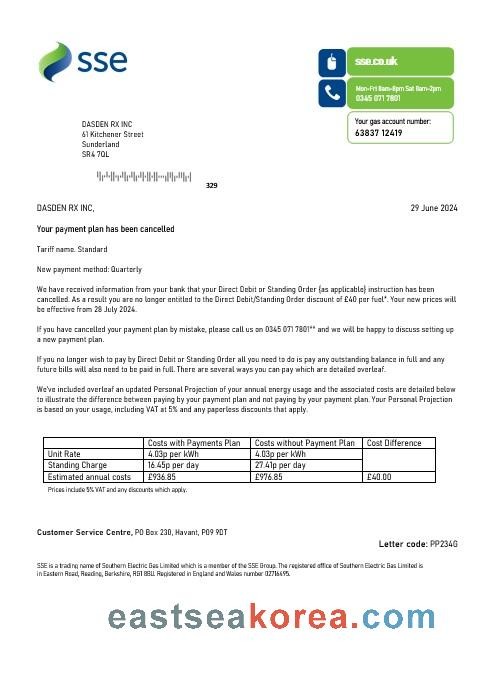 sse
sse.co.uk
Mon-Fri 8am-8pm Sat 8am-2pm
0345 071 7801
Your gas account number:
63837 12419
DASDEN RX INC
61 Kitchener Street
Sunderland
SR4 7QL
329
DASDEN RX INC,
29 June 2024
Your payment plan has been cancelled
Tariff name. Standard
New payment method: Quarterly
We have received information from your bank that your Direct Debit or Standing Order {as applicable} instruction has been
cancelled. As a result you are no longer entitled to the Direct Debit/Standing Order discount of £40 per fuel*. Your new prices will
be effective from 28 July 2024.
If you have cancelled your payment plan by mistake, please call us on 0345 071 7801** and we will be happy to discuss setting up
a new payment plan.
If you no longer wish to pay by Direct Debit or Standing Order all you need to do is pay any outstanding balance in full and any
future bills will also need to be paid in full. There are several ways you can pay which are detailed overleaf.
We've included overleaf an updated Personal Projection of your annual energy usage and the associated costs are detailed below
to illustrate the difference between paying by your payment plan and not paying by your payment plan. Your Personal Projection
is based on your usage, including VAT at 5% and any paperless discounts that apply.
Costs with Payments Plan Costs without Payment Plan Cost Difference
Unit Rate 4.03p per kWh 4.03p per kWh
Standing Charge 16.45p per day 27.41p per day
Estimated annual costs £936.85 £976.85 £40.00
Prices include 5% VAT and any discounts which apply.
Customer Service Centre, PO Box 230, Havant, P09 9DT
Letter code: PP234G
SSE is a trading name of Southern Electric Gas Limited which is a member of the SSE Group. The registered office of Southern Electric Gas Limited is
in Eastern Road, Reading, Berkshire, RG1 8BU. Registered in England and Wales number 02716495.
eastseakorea.com